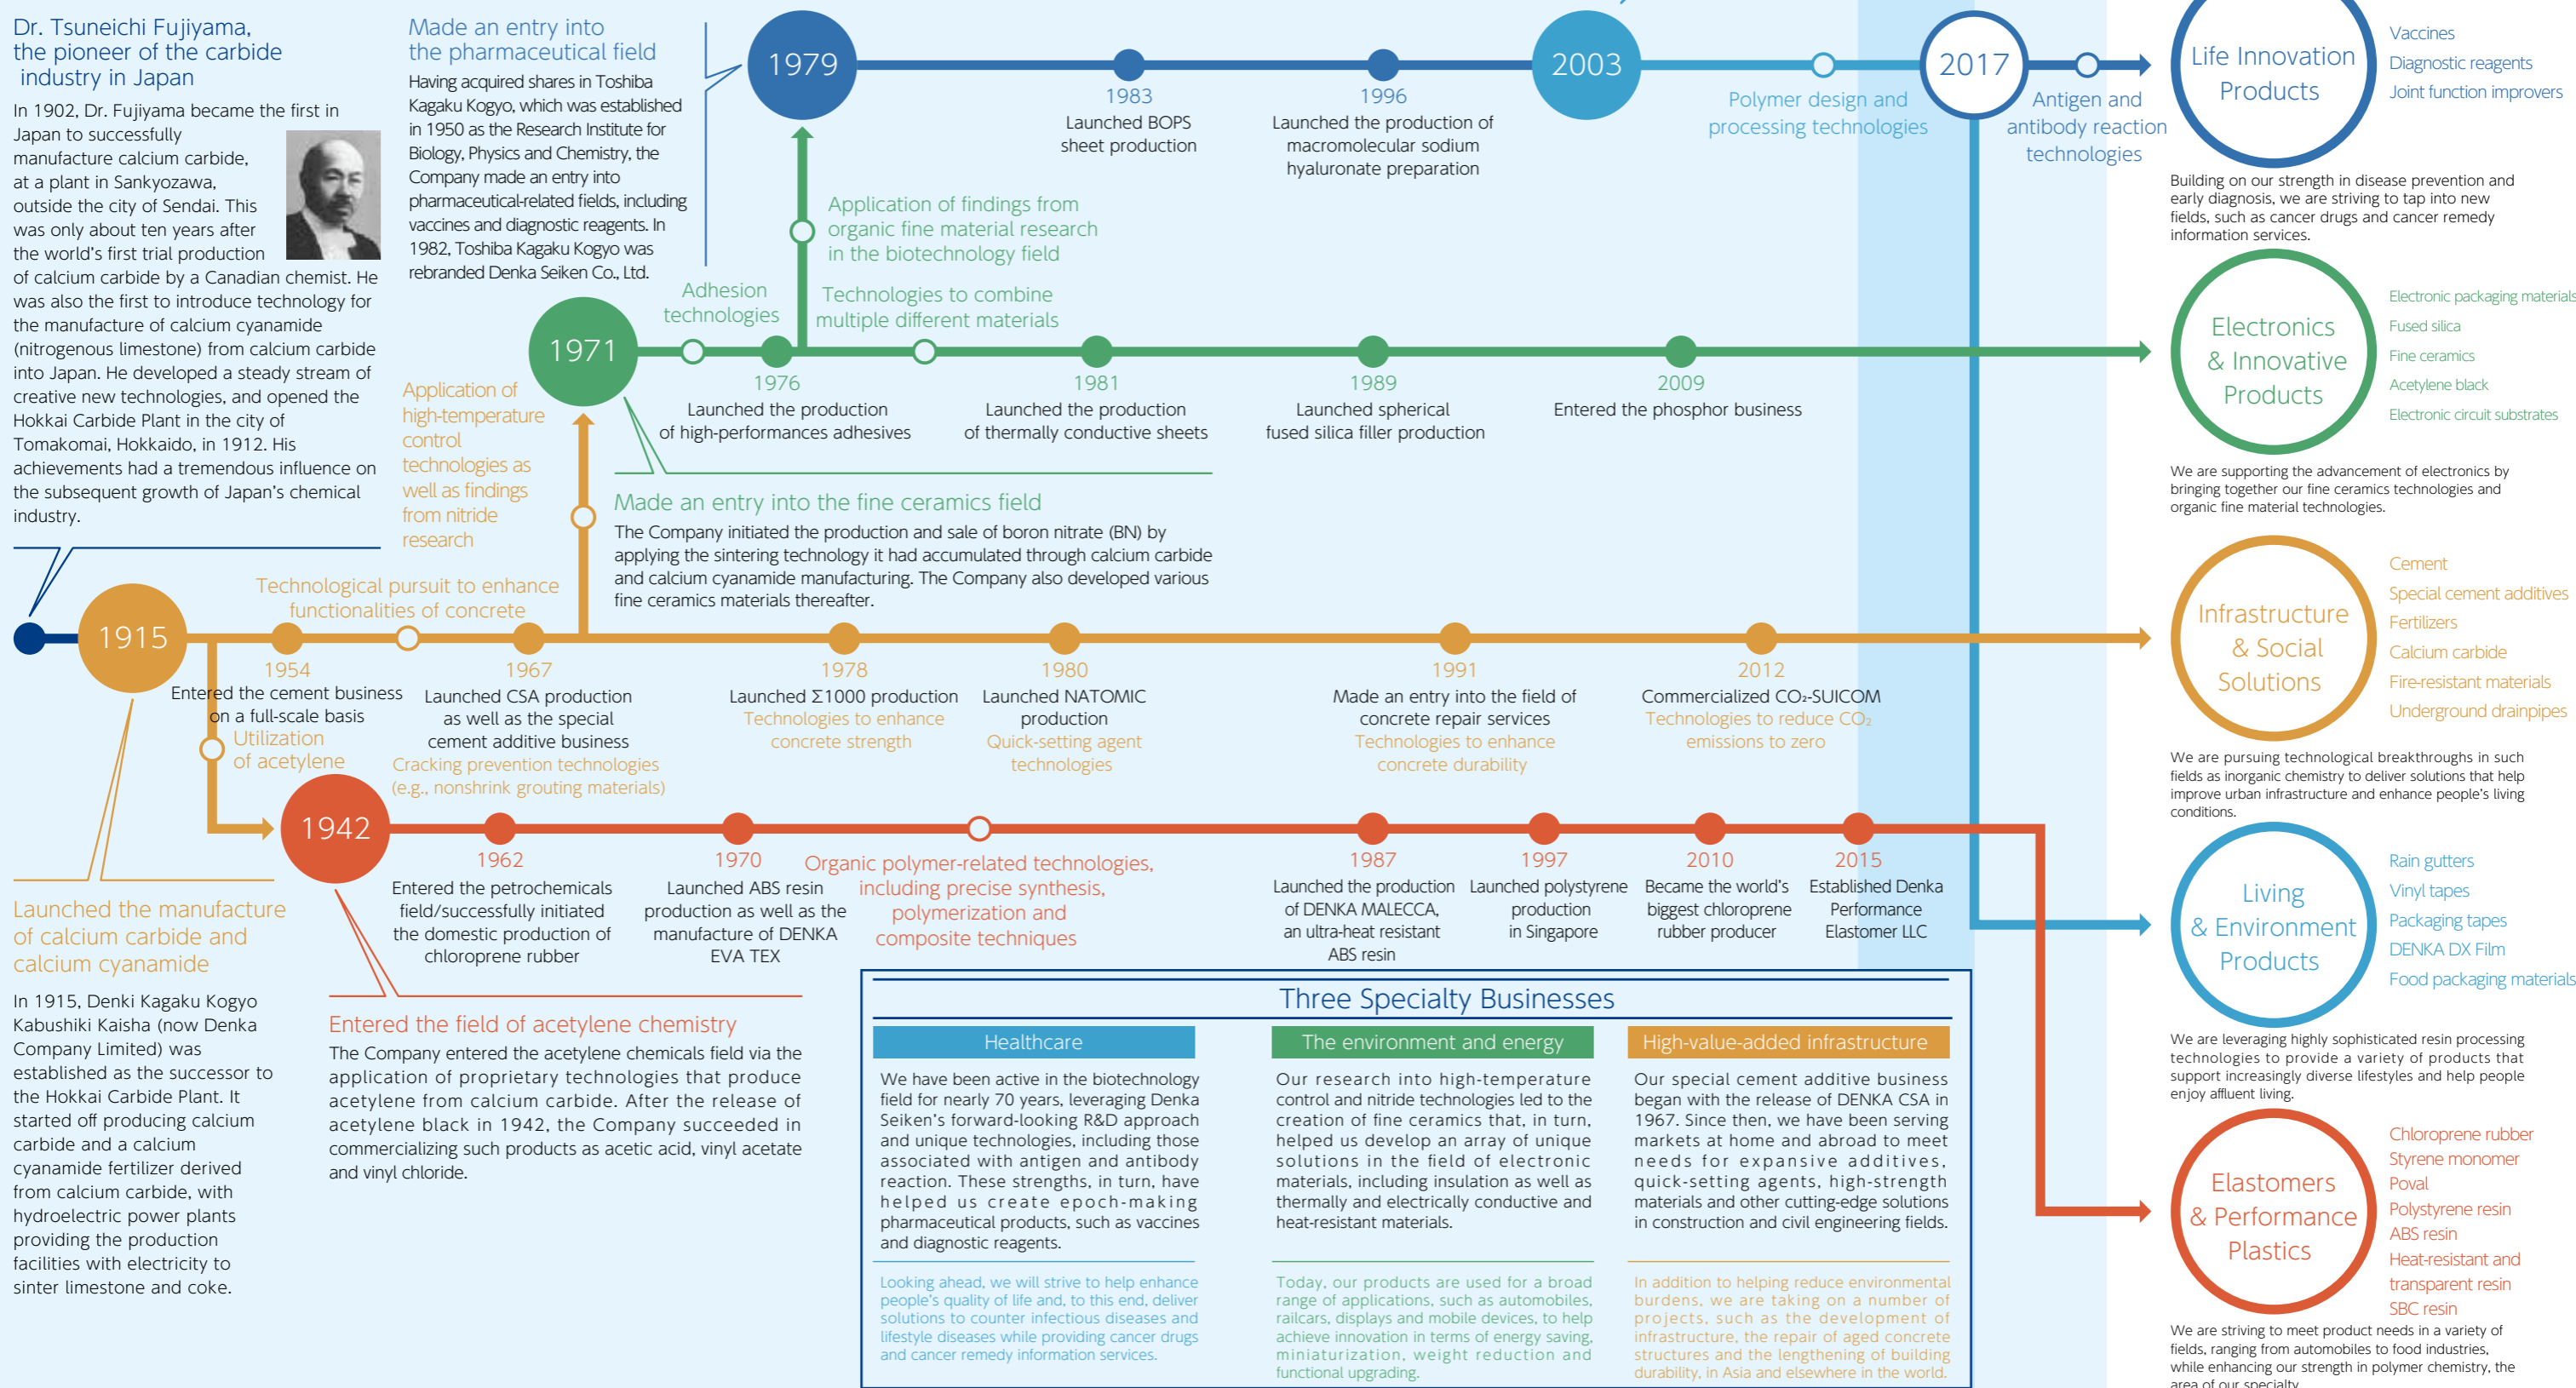 Dr. Tsuneichi Fujiyama,
the pioneer of the carbide
industry in Japan
In 1902, Dr. Fujiyama became the first in
Japan to successfully
manufacture calcium carbide,
at a plant in Sankyozawa,
outside the city of Sendai. This
was only about ten years after
the world's first trial production
of calcium carbide by a Canadian chemist. He
was also the first to introduce technology for
the manufacture of calcium cyanamide
(nitrogenous limestone) from calcium carbide
into Japan. He developed a steady stream of
creative new technologies, and opened the
Hokkai Carbide Plant in the city of
Tomakomai, Hokkaido, in 1912. His
achievements had a tremendous influence on
the subsequent growth of Japan's chemical
industry.
Made an entry into
the pharmaceutical field
Having acquired shares in Toshiba
Kagaku Kogyo, which was established
in 1950 as the Research Institute for
Biology, Physics and Chemistry, the
Company made an entry into
pharmaceutical-related fields, including
vaccines and diagnostic reagents. In
1982, Toshiba Kagaku Kogyo was
rebranded Denka Seiken Co., Ltd.
1979
1983
Launched BOPS
sheet production
1996
Launched the production of
macromolecular sodium
hyaluronate preparation
2003
Polymer design and
processing technologies
2017
Antigen and
antibody reaction
technologies
Application of findings from
organic fine material research
in the biotechnology field
Adhesion
technologies
Technologies to combine
multiple different materials
1971
1976
Launched the production
of high-performances adhesives
1981
Launched the production
of thermally conductive sheets
1989
Launched spherical
fused silica filler production
2009
Entered the phosphor business
Application of
high-temperature
control
technologies as
well as findings
from nitride
research
Made an entry into the fine ceramics field
The Company initiated the production and sale of boron nitrate (BN) by
applying the sintering technology it had accumulated through calcium carbide
and calcium cyanamide manufacturing. The Company also developed various
fine ceramics materials thereafter.
Technological pursuit to enhance
functionalities of concrete
1915
1954
Entered the cement business
on a full-scale basis
Utilization
of acetylene
1967
Launched CSA production
as well as the special
cement additive business
Cracking prevention technologies
(e.g., nonshrink grouting materials)
1978
Launched Σ1000 production
Technologies to enhance
concrete strength
1980
Launched NATOMIC
production
Quick-setting agent
technologies
1991
Made an entry into the field of
concrete repair services
Technologies to enhance
concrete durability
2012
Commercialized CO₂-SUICOM
Technologies to reduce CO₂
emissions to zero
1942
1962
Entered the petrochemicals
field/successfully initiated
the domestic production of
chloroprene rubber
1970
Launched ABS resin
production as well as the
manufacture of DENKA
EVA TEX
Organic polymer-related technologies,
including precise synthesis,
polymerization and
composite techniques
1987
Launched the production
of DENKA MALECCA,
an ultra-heat resistant
ABS resin
1997
Launched polystyrene
production
in Singapore
2010
Became the world's
biggest chloroprene
rubber producer
2015
Established Denka
Performance
Elastomer LLC
Launched the manufacture
of calcium carbide and
calcium cyanamide
In 1915, Denki Kagaku Kogyo
Kabushiki Kaisha (now Denka
Company Limited) was
established as the successor to
the Hokkai Carbide Plant. It
started off producing calcium
carbide and a calcium
cyanamide fertilizer derived
from calcium carbide, with
hydroelectric power plants
providing the production
facilities with electricity to
sinter limestone and coke.
Entered the field of acetylene chemistry
The Company entered the acetylene chemicals field via the
application of proprietary technologies that produce
acetylene from calcium carbide. After the release of
acetylene black in 1942, the Company succeeded in
commercializing such products as acetic acid, vinyl acetate
and vinyl chloride.
Three Specialty Businesses
Healthcare
We have been active in the biotechnology
field for nearly 70 years, leveraging Denka
Seiken's forward-looking R&D approach
and unique technologies, including those
associated with antigen and antibody
reaction. These strengths, in turn, have
helped us create epoch-making
pharmaceutical products, such as vaccines
and diagnostic reagents.
Looking ahead, we will strive to help enhance
people's quality of life and, to this end, deliver
solutions to counter infectious diseases and
lifestyle diseases while providing cancer drugs
and cancer remedy information services.
The environment and energy
Our research into high-temperature
control and nitride technologies led to the
creation of fine ceramics that, in turn,
helped us develop an array of unique
solutions in the field of electronic
materials, including insulation as well as
thermally and electrically conductive and
heat-resistant materials.
Today, our products are used for a broad
range of applications, such as automobiles,
railcars, displays and mobile devices, to help
achieve innovation in terms of energy saving,
miniaturization, weight reduction and
functional upgrading.
High-value-added infrastructure
Our special cement additive business
began with the release of DENKA CSA in
1967. Since then, we have been serving
markets at home and abroad to meet
needs for expansive additives,
quick-setting agents, high-strength
materials and other cutting-edge solutions
in construction and civil engineering fields.
In addition to helping reduce environmental
burdens, we are taking on a number of
projects, such as the development of
infrastructure, the repair of aged concrete
structures and the lengthening of building
durability, in Asia and elsewhere in the world.
Life Innovation
Products
Vaccines
Diagnostic reagents
Joint function improvers
Building on our strength in disease prevention and
early diagnosis, we are striving to tap into new
fields, such as cancer drugs and cancer remedy
information services.
Electronics
& Innovative
Products
Electronic packaging materials
Fused silica
Fine ceramics
Acetylene black
Electronic circuit substrates
We are supporting the advancement of electronics by
bringing together our fine ceramics technologies and
organic fine material technologies.
Infrastructure
& Social
Solutions
Cement
Special cement additives
Fertilizers
Calcium carbide
Fire-resistant materials
Underground drainpipes
We are pursuing technological breakthroughs in such
fields as inorganic chemistry to deliver solutions that help
improve urban infrastructure and enhance people's living
conditions.
Living
& Environment
Products
Rain gutters
Vinyl tapes
Packaging tapes
DENKA DX Film
Food packaging materials
We are leveraging highly sophisticated resin processing
technologies to provide a variety of products that
support increasingly diverse lifestyles and help people
enjoy affluent living.
Elastomers
& Performance
Plastics
Chloroprene rubber
Styrene monomer
Poval
Polystyrene resin
ABS resin
Heat-resistant and
transparent resin
SBC resin
We are striving to meet product needs in a variety of
fields, ranging from automobiles to food industries,
while enhancing our strength in polymer chemistry, the
area of our specialty.